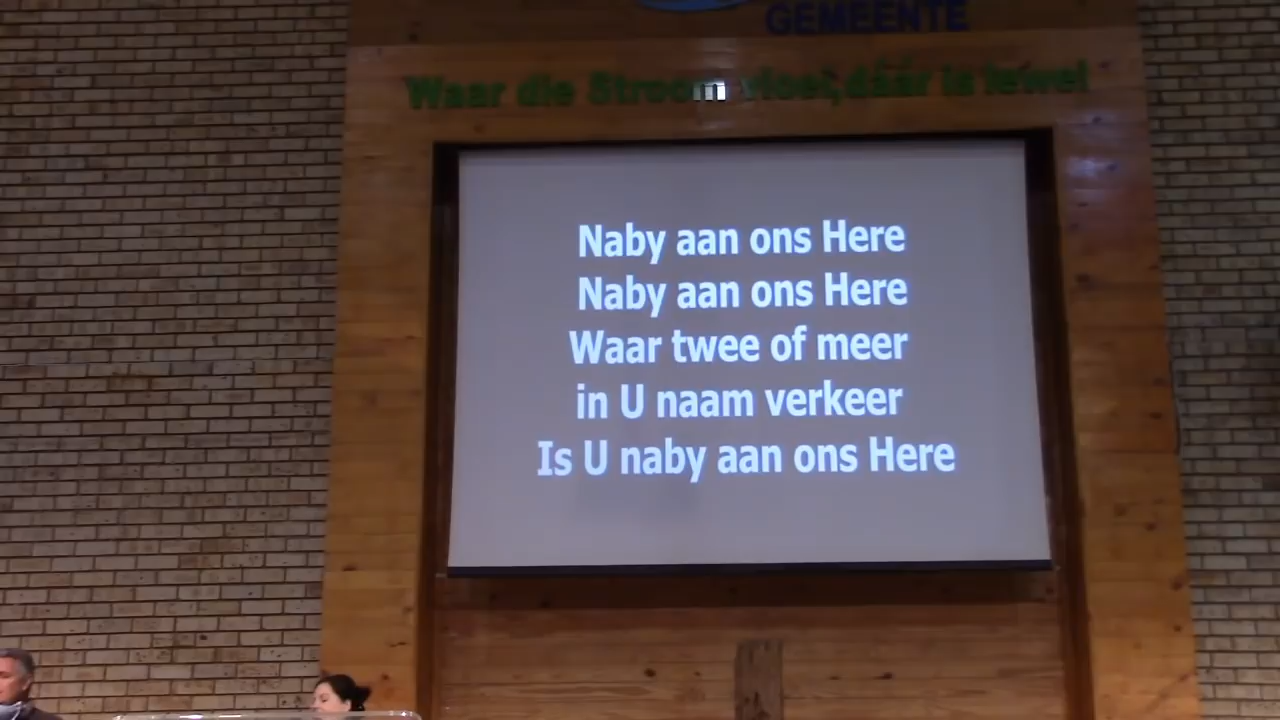 GEMEENTE
Waar die Stroom vloei, dáár is lewe!
Naby aan ons Here
Naby aan ons Here
Waar twee of meer
in U naam verkeer
Is U naby aan ons Here